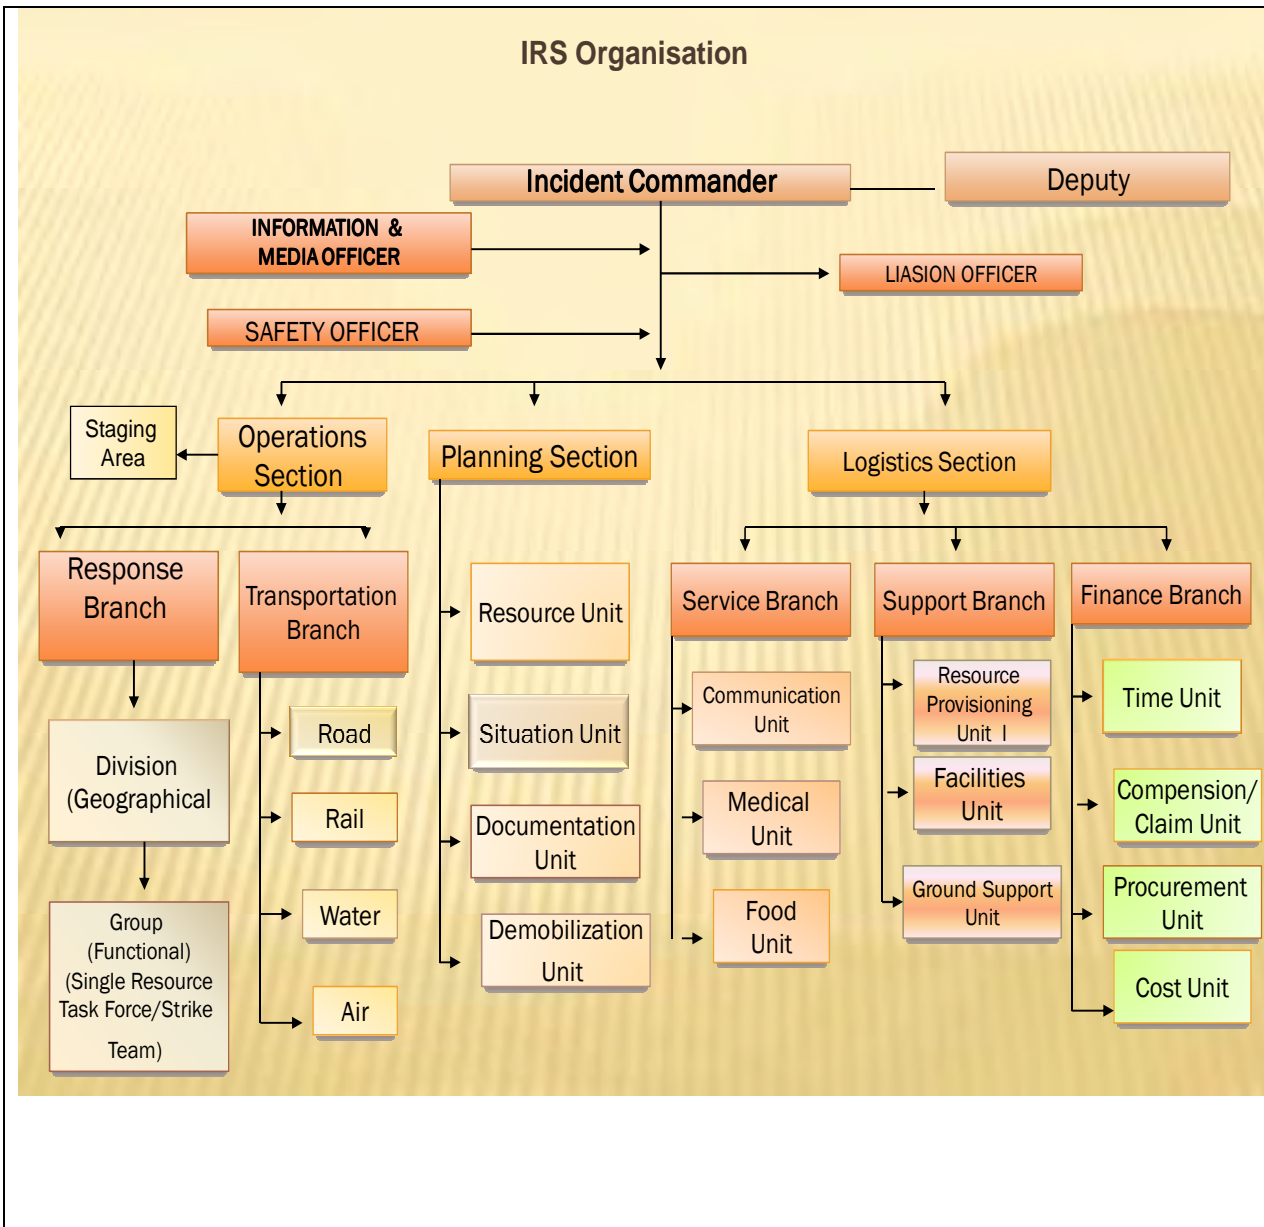 IRS Organisation
Incident Commander
Deputy
INFORMATION &
MEDIA OFFICER
LIASION OFFICER
SAFETY OFFICER
Staging
Area
Operations
Section
Planning Section
Logistics Section
Response
Branch
Transportation
Branch
Resource Unit
Service Branch
Support Branch
Finance Branch
Division
(Geographical
Road
Situation Unit
Communication
Unit
Resource
Provisioning
Unit I
Time Unit
Rail
Documentation
Unit
Medical
Unit
Facilities
Unit
Compension/
Claim Unit
Group
(Functional)
(Single Resource
Task Force/Strike
Team)
Water
Demobilization
Unit
Food
Unit
Ground Support
Unit
Procurement
Unit
Air
Cost Unit